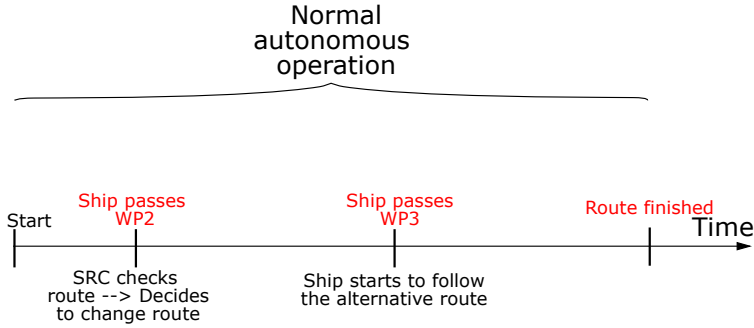 Normal
autonomous
operation
Start
Ship passes
WP2
Ship passes
WP3
Route finished
Time
SRC checks
route --> Decides
to change route
Ship starts to follow
the alternative route